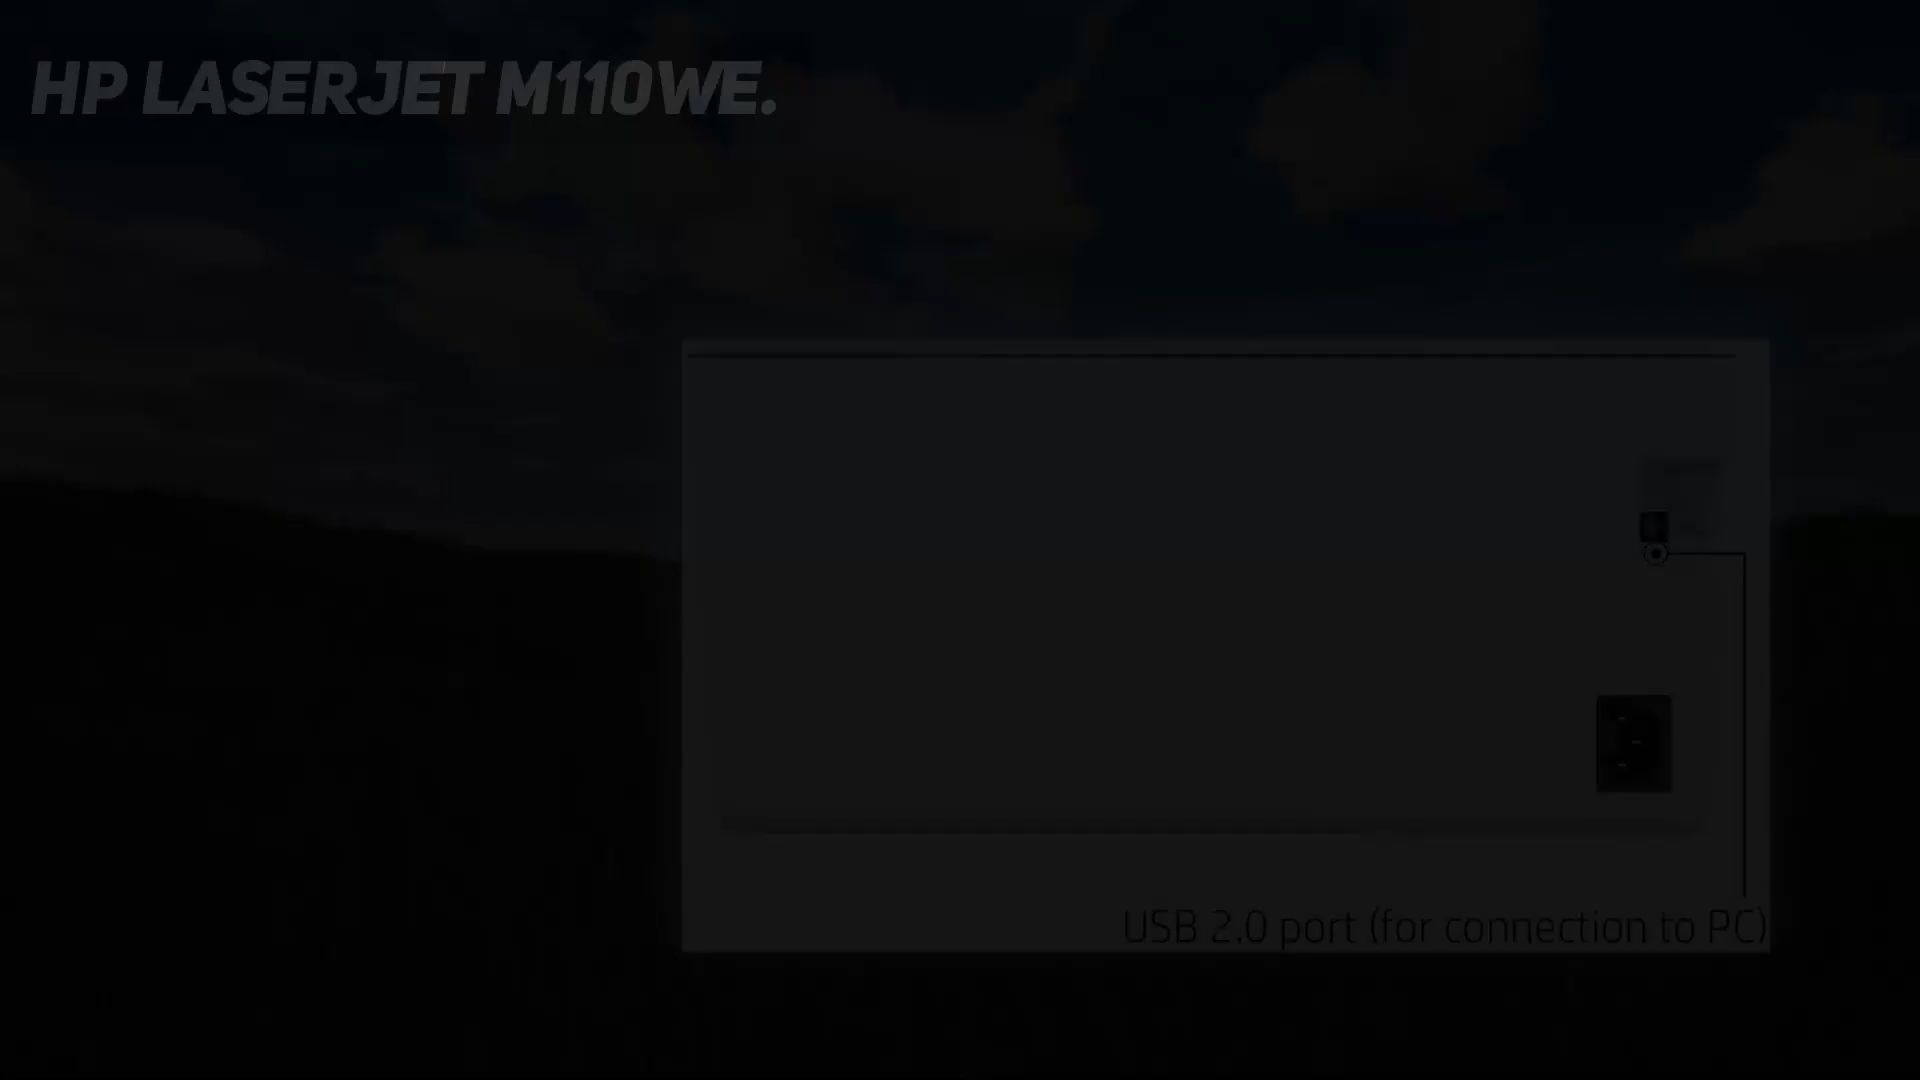 HP LASERJET M110WE.
USB 2.0 port (for connection to PC)